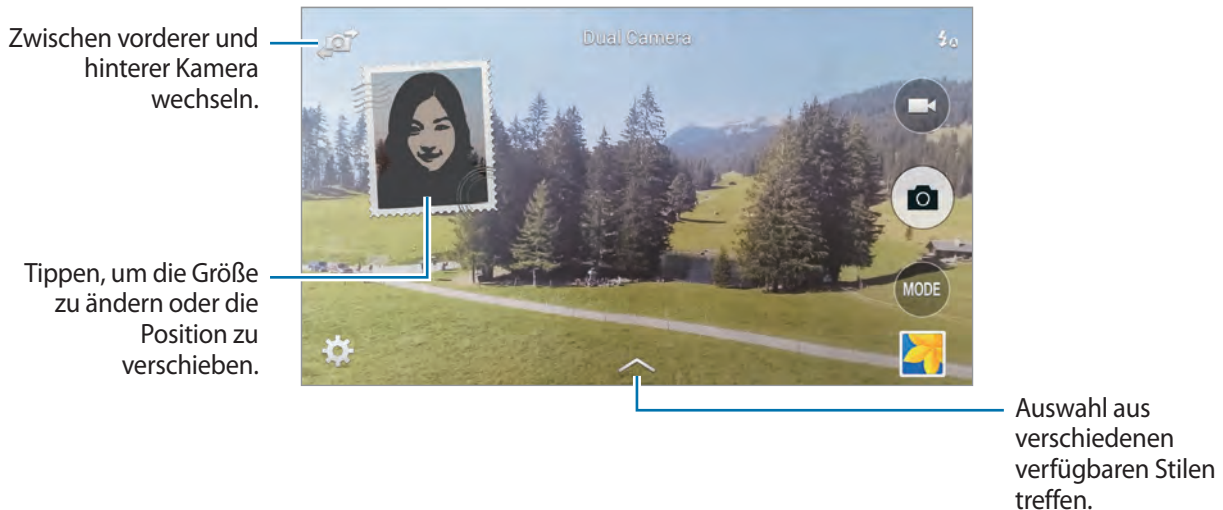 Zwischen vorderer und
hinterer Kamera
wechseln.
Dual Camera
Tippen, um die Größe
zu ändern oder die
Position zu
verschieben.
MODE
Auswahl aus
verschiedenen
verfügbaren Stilen
treffen.